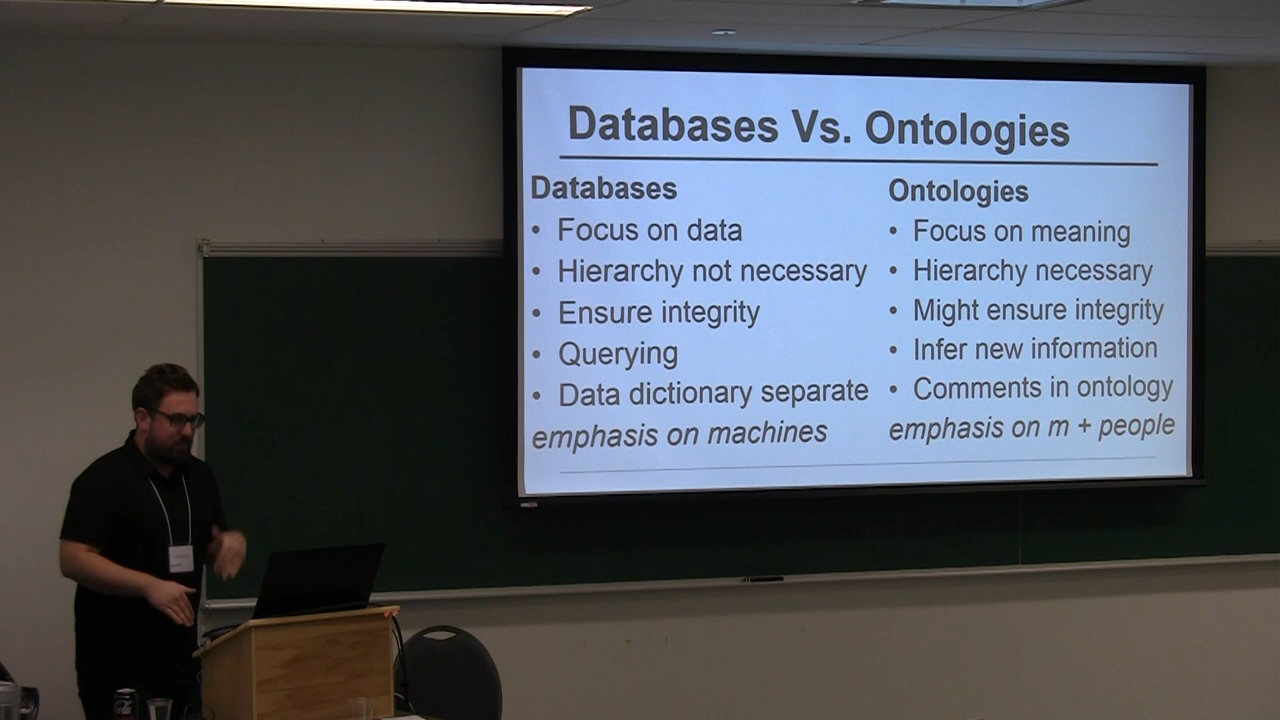 Databases Vs. Ontologies
Databases
• Focus on data
• Hierarchy not necessary
• Ensure integrity
• Querying
• Data dictionary separate
emphasis on machines
Ontologies
• Focus on meaning
• Hierarchy necessary
• Might ensure integrity
• Infer new information
• Comments in ontology
emphasis on m + people